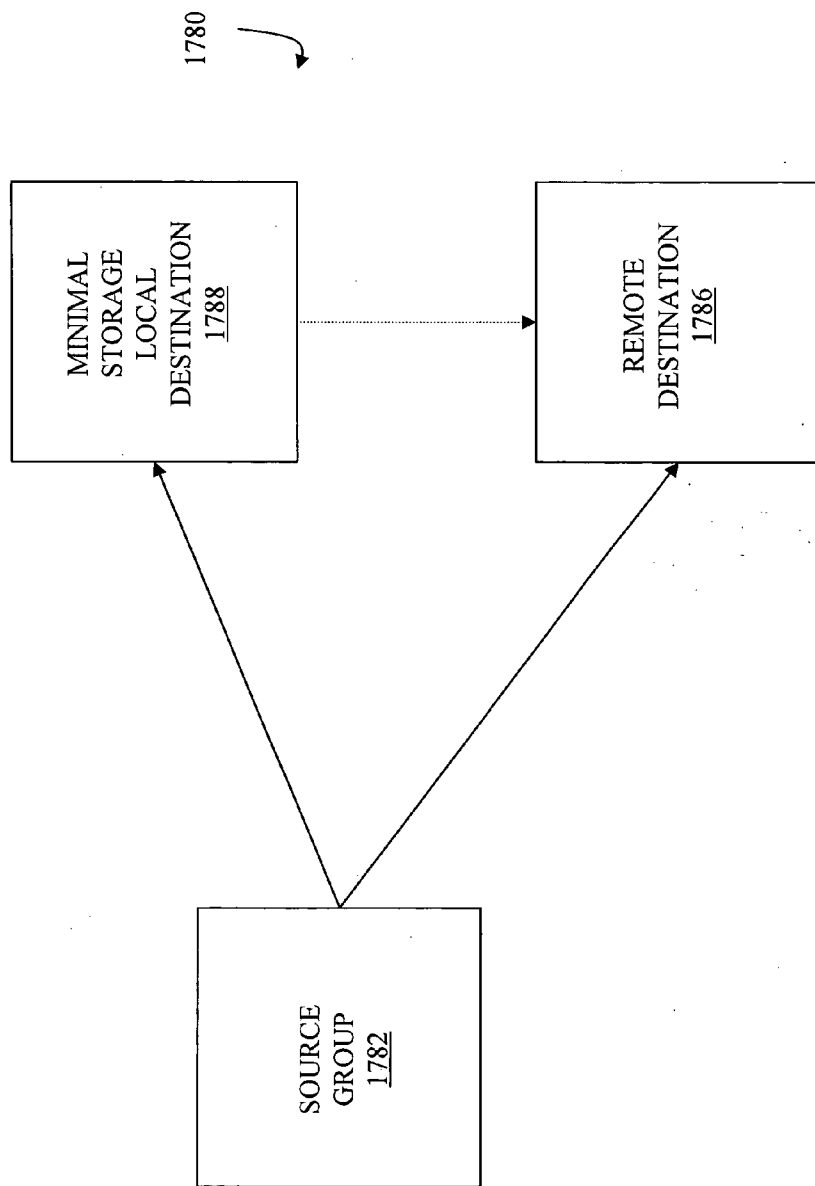 1780
MINIMAL
STORAGE
LOCAL
DESTINATION
1788
SOURCE
GROUP
1782
REMOTE
DESTINATION
1786